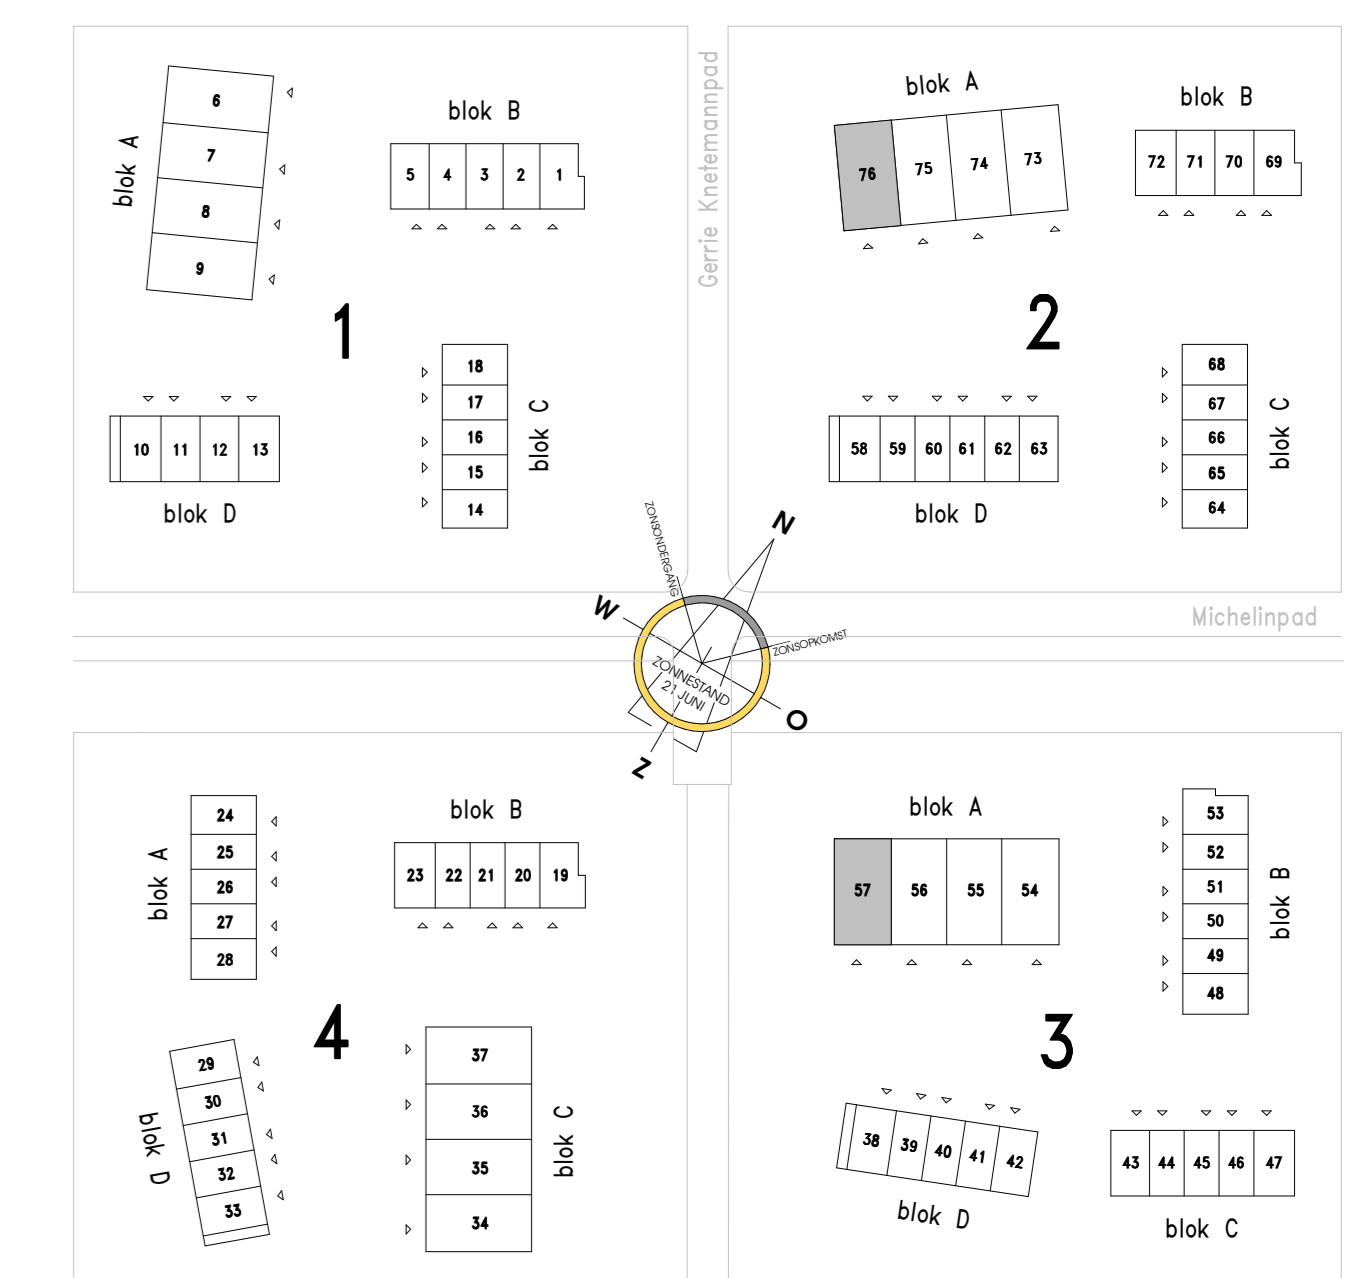 blok A
6
7
8
9
blok B
5 4 3 2 1
1
18
17
16
15
14
blok C
10 11 12 13
blok D
Gerrie Knetemannpad
blok A
76 75 74 73
blok B
72 71 70 69
2
68
67
66
65
64
blok C
58 59 60 61 62 63
blok D
Michelinpad
N
W
O
Z
ZONSONDERGANG
ZONSOPKOMST
ZONNESTAND
21 JUNI
blok A
24
25
26
27
28
blok B
23 22 21 20 19
4
29
30
31
32
33
blok D
37
36
35
34
blok C
blok A
57 56 55 54
53
52
51
50
49
48
blok B
3
38 39 40 41 42
blok D
43 44 45 46 47
blok C